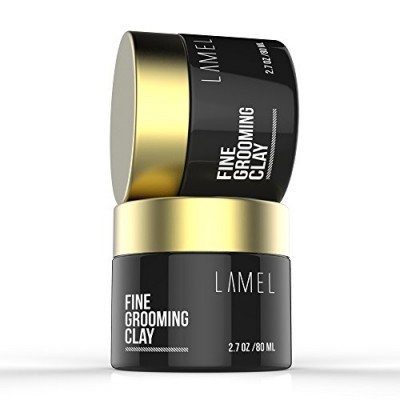 LAMEL
2.7 OZ /80 ML
FINE
GROOMING
CLAY
LAMEL
FINE
GROOMING
CLAY
2.7 OZ /80 ML